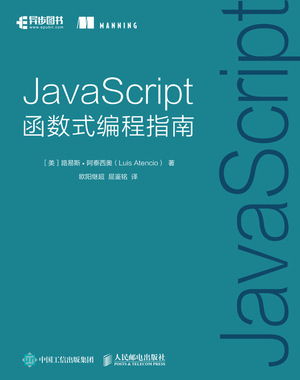 异步图书
www.epubit.com
MANNING
JavaScript
函数式编程指南
[美] 路易斯·阿泰西奥（Luis Atencio） 著
欧阳继超 屈鉴铭 译
JavaScript
中国工信出版集团
人民邮电出版社
POSTS & TELECOM PRESS